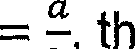 = a, th